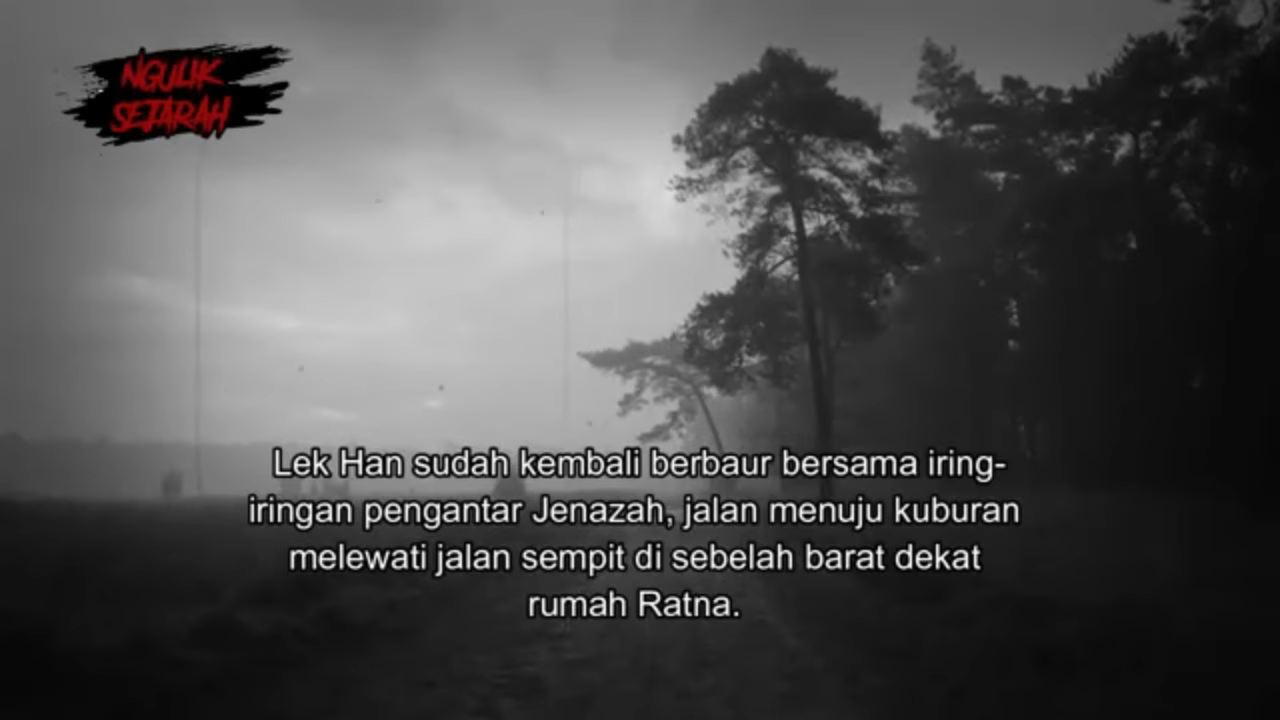 NGULIK
SEJARAH
Lek Han sudah kembali berbaur bersama iring-
iringan pengantar Jenazah, jalan menuju kuburan
melewati jalan sempit di sebelah barat dekat
rumah Ratna.